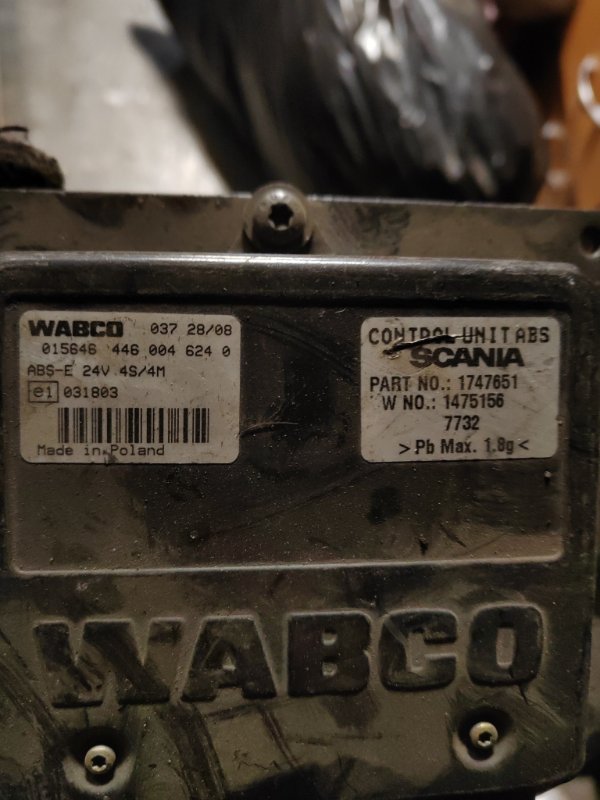 WABCO 037 28/08
015646 446 004 624 0
ABS-E 24V 4S/4M
e1 031803
Made in Poland
CONTROL UNIT ABS
SCANIA
PART NO.: 1747651
W NO.: 1475156
7732
>Pb Max. 1.8g<
WABCO